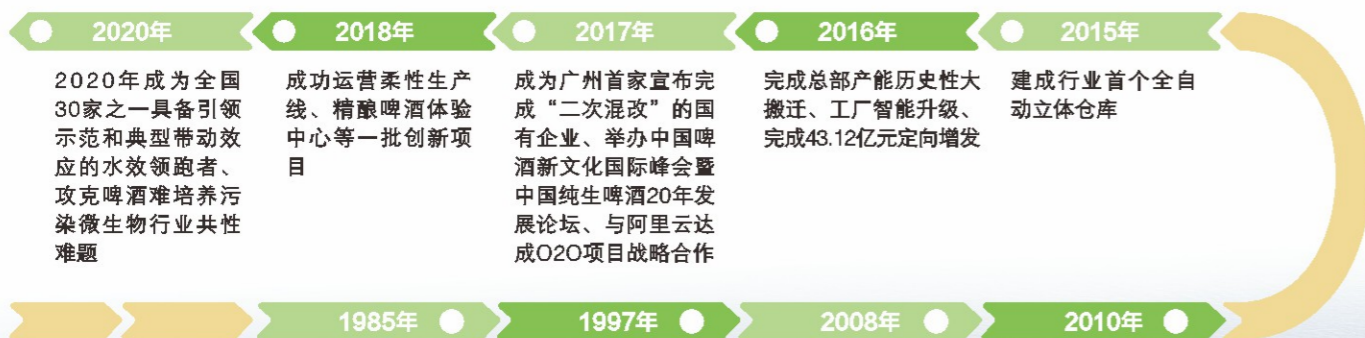 2020年
2018年
2017年
2016年
2015年
2020年成为全国
30家之一具备引领
示范和典型带动效
应的水效领跑者、
攻克啤酒难培养污
染微生物行业共性
难题
成功运营柔性生产
线、精酿啤酒体验
中心等一批创新项
目
成为广州首家宣布完
成“二次混改”的国
有企业、举办中国啤
酒新文化国际峰会暨
中国纯生啤酒20年发
展论坛、与阿里云达
成O2O项目战略合作
完成总部产能历史性大
搬迁、工厂智能升级、
完成43.12亿元定向增发
建成行业首个全自
动立体仓库
1985年
1997年
2008年
2010年